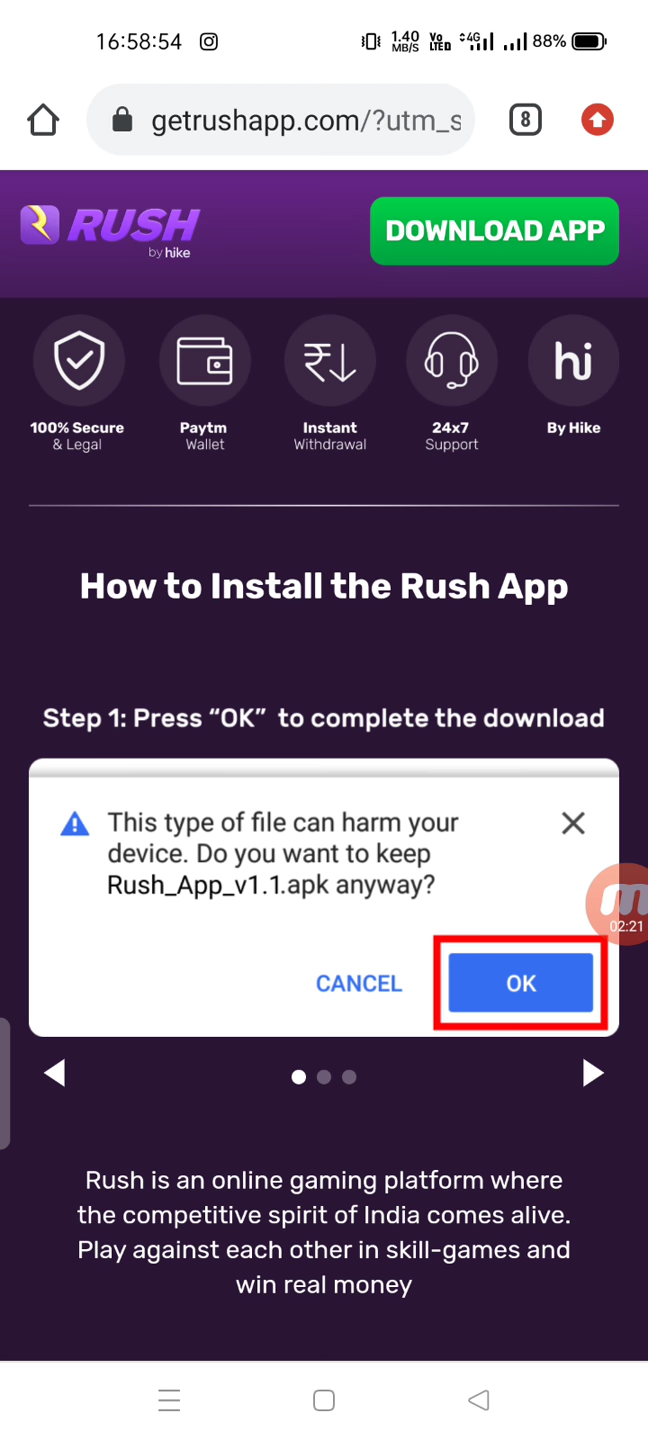 16:58:54
1.40 MB/S
Vo LTED
4G
88%
getrushapp.com/?utm_s
8
RUSH
by hike
DOWNLOAD APP
hi
100% Secure & Legal
Paytm Wallet
Instant Withdrawal
24x7 Support
By Hike
How to Install the Rush App
Step 1: Press “OK” to complete the download
This type of file can harm your
device. Do you want to keep
Rush_App_v1.1.apk anyway?
02:21
CANCEL
OK
Rush is an online gaming platform where
the competitive spirit of India comes alive.
Play against each other in skill-games and
win real money